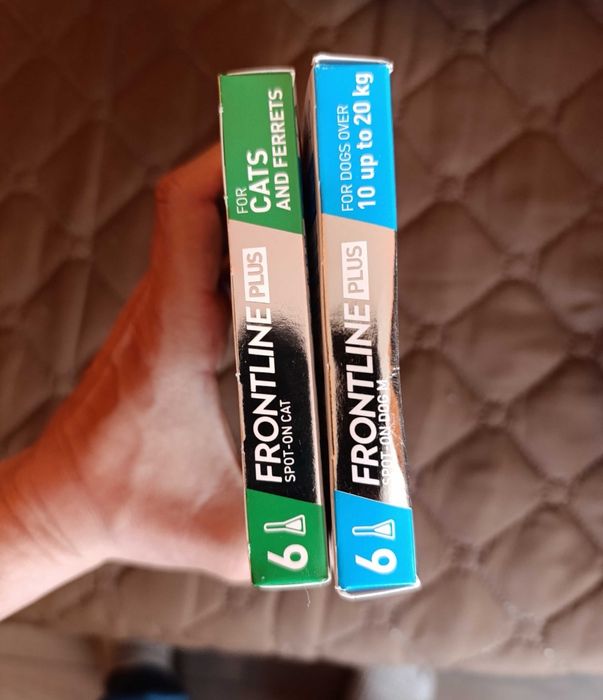 FOR
CATS
AND FERRETS
FRONTLINE PLUS
SPOT-ON CAT
6
FOR DOGS OVER
10 up to 20 kg
FRONTLINE PLUS
SPOT-ON DOG M
6